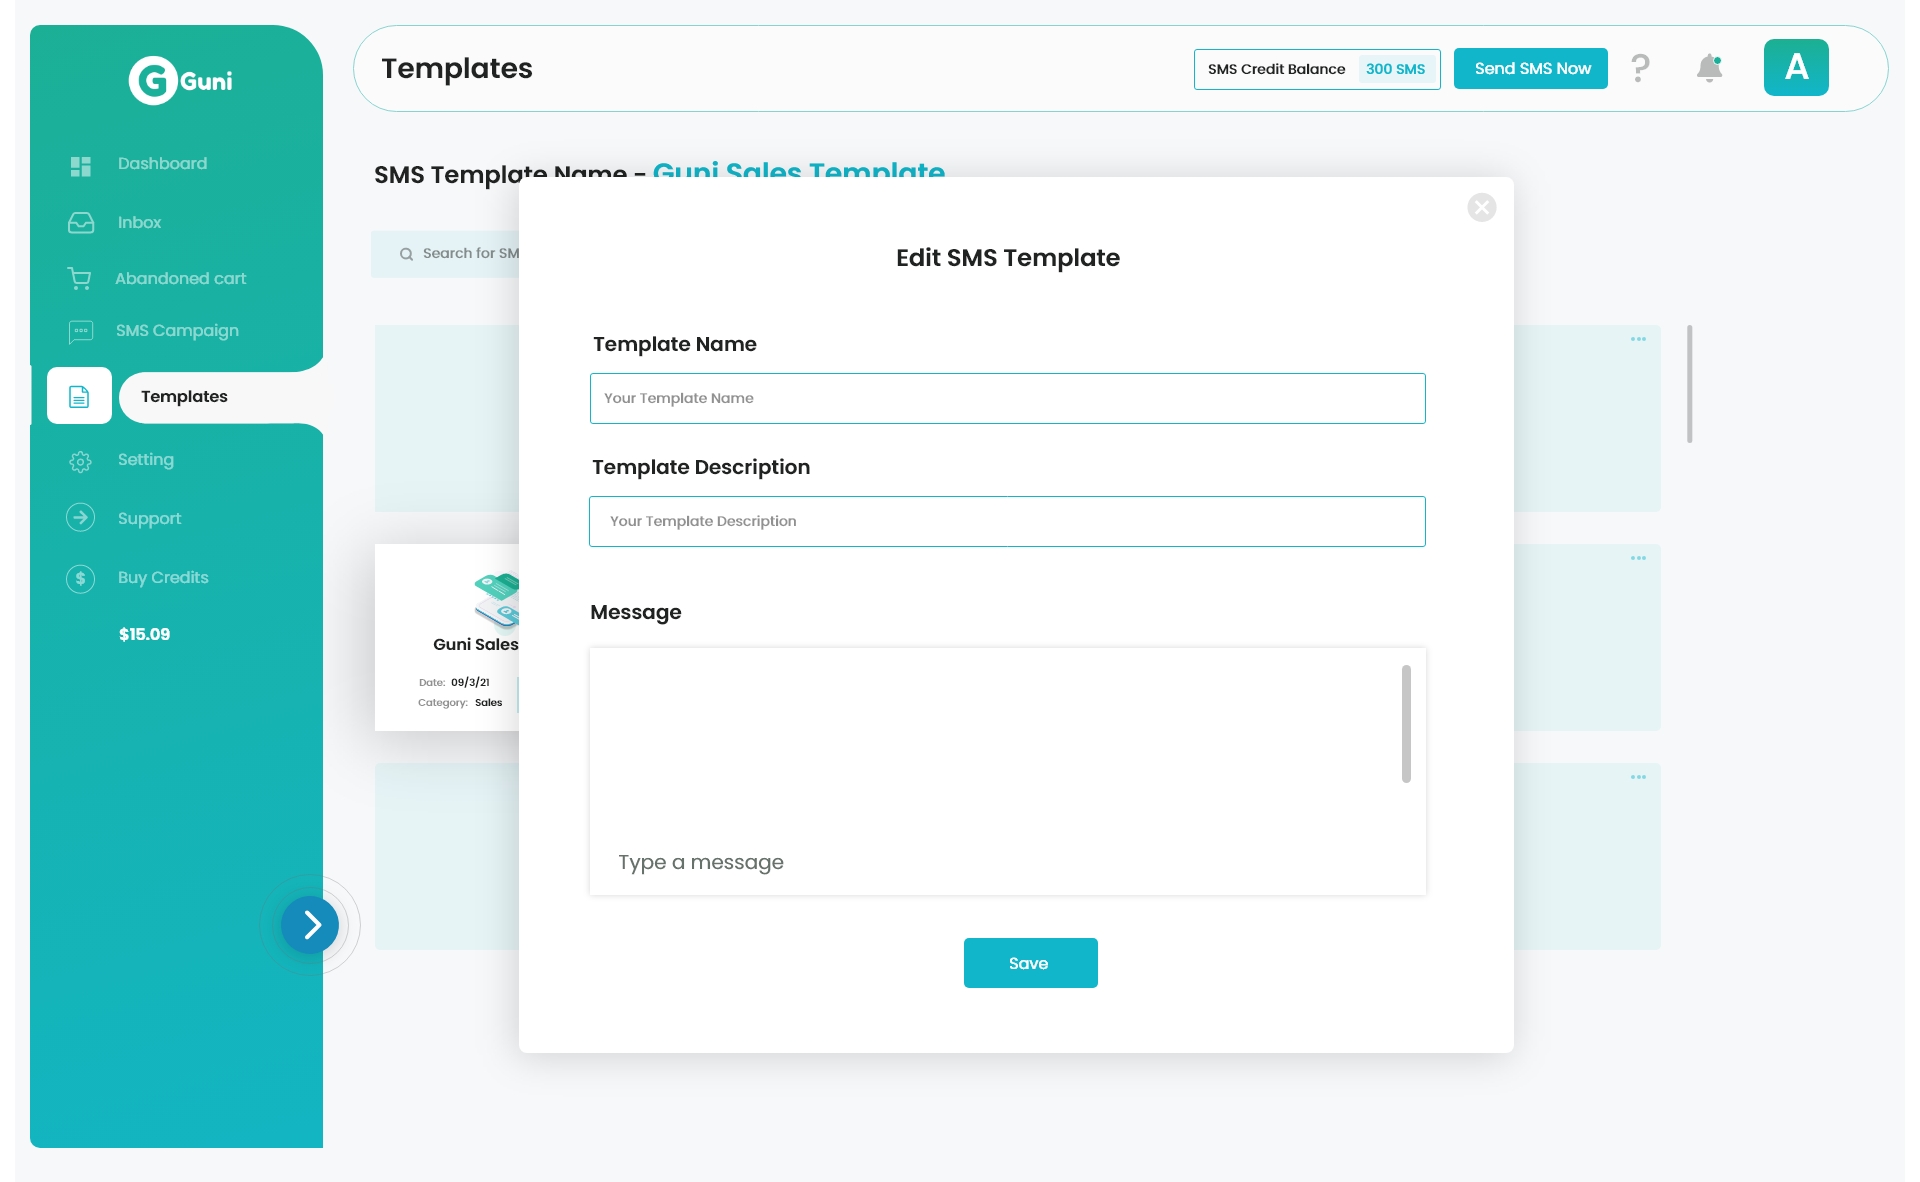 Guni
Dashboard
Inbox
Abandoned cart
SMS Campaign
Templates
Setting
Support
Buy Credits
$15.09
Templates
SMS Credit Balance 300 SMS
Send SMS Now
A
SMS Template Name - Guni Sales Template
Search for SM
Guni Sales
Date: 09/3/21
Category: Sales
Edit SMS Template
Template Name
Your Template Name
Template Description
Your Template Description
Message
Type a message
Save